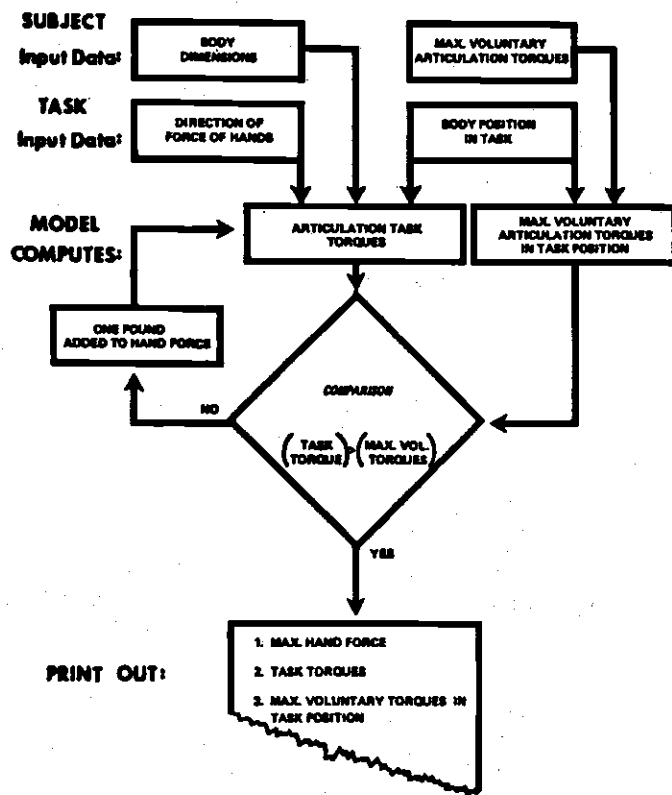 SUBJECT
Input Data:
BODY
DIMENSIONS
MAX. VOLUNTARY
ARTICULATION TORQUES
TASK
Input Data:
DIRECTION OF
FORCE OF HANDS
BODY POSITION
IN TASK
MODEL
COMPUTES:
ARTICULATION TASK
TORQUES
MAX. VOLUNTARY
ARTICULATION TORQUES
IN TASK POSITION
ONE POUND
ADDED TO HAND FORCE
NO
COMPARISON
(TASK TORQUE) > (MAX. VOL. TORQUES)
YES
PRINT OUT:
1. MAX. HAND FORCE
2. TASK TORQUES
3. MAX. VOLUNTARY TORQUES IN
TASK POSITION